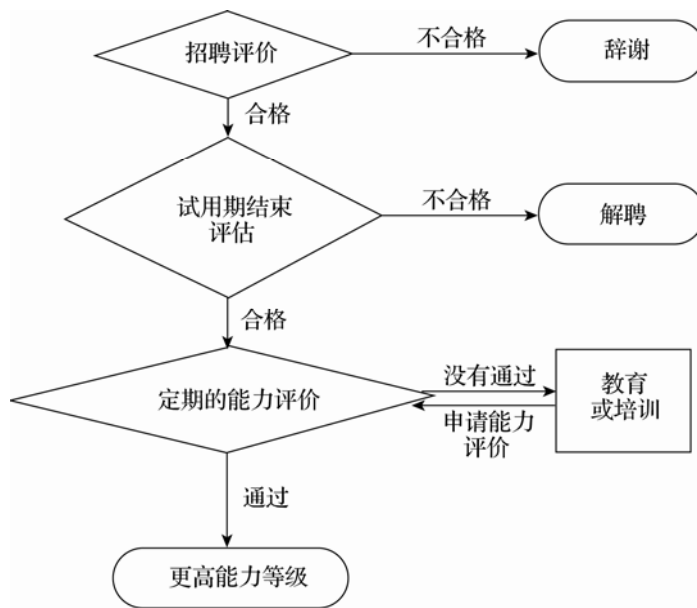 招聘评价
不合格
辞谢
合格
试用期结束
评估
不合格
解聘
合格
定期的能力评价
没有通过
申请能力
评价
教育
或培训
通过
更高能力等级